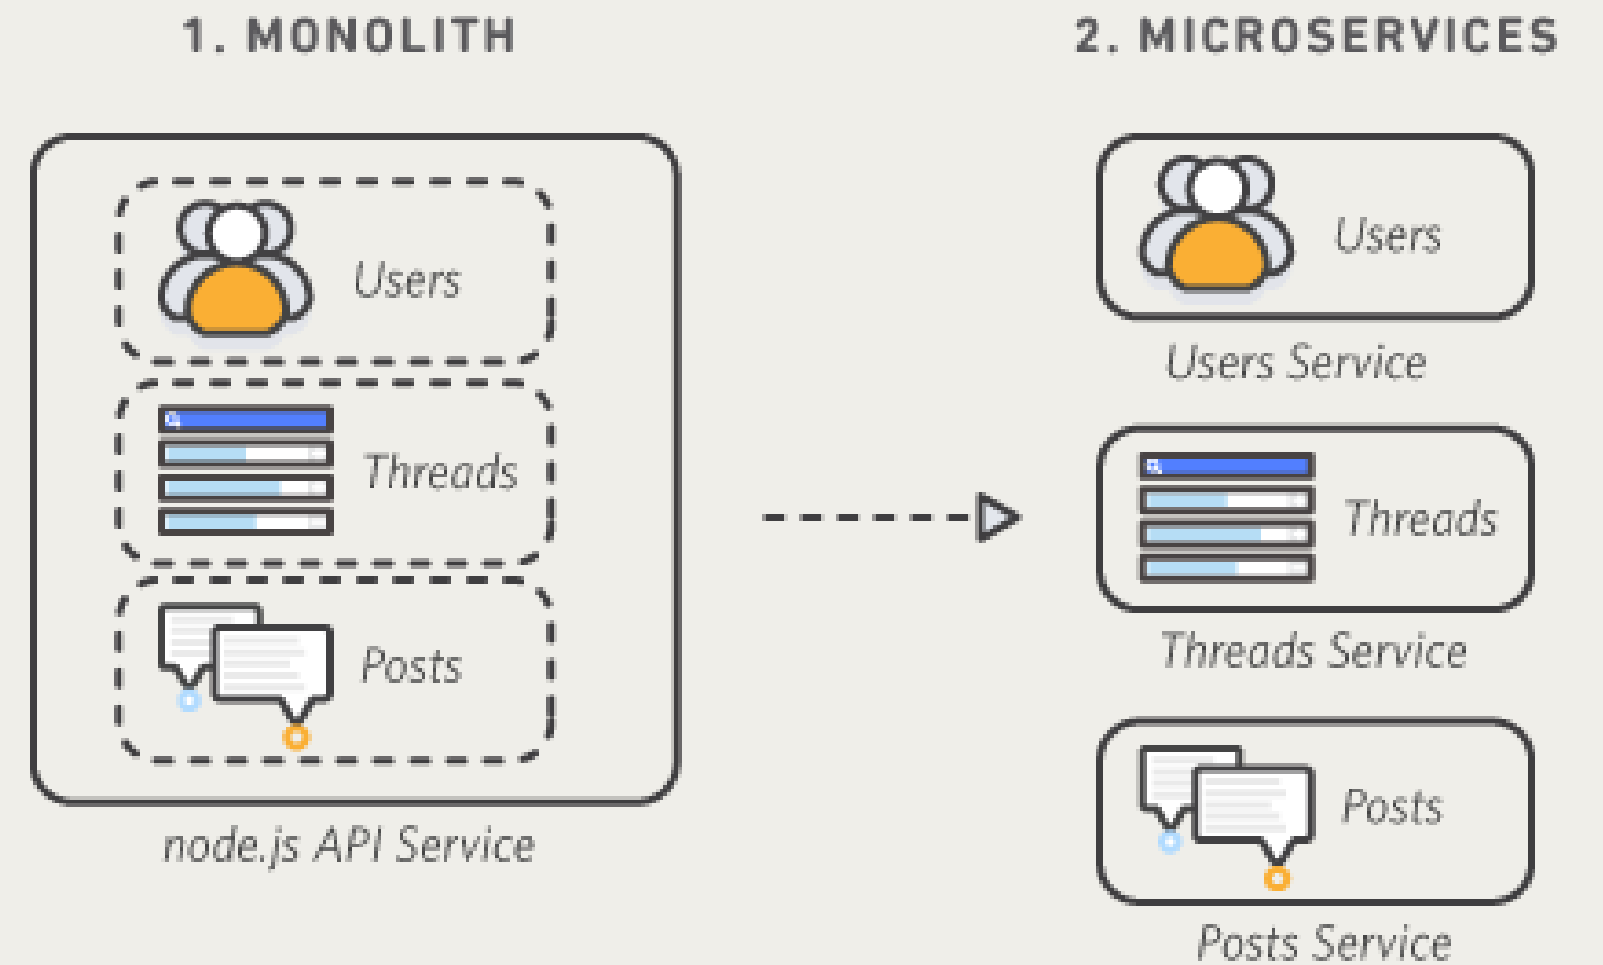 1. MONOLITH
Users
Threads
Posts
node.js API Service
2. MICROSERVICES
Users
Users Service
Threads
Threads Service
Posts
Posts Service